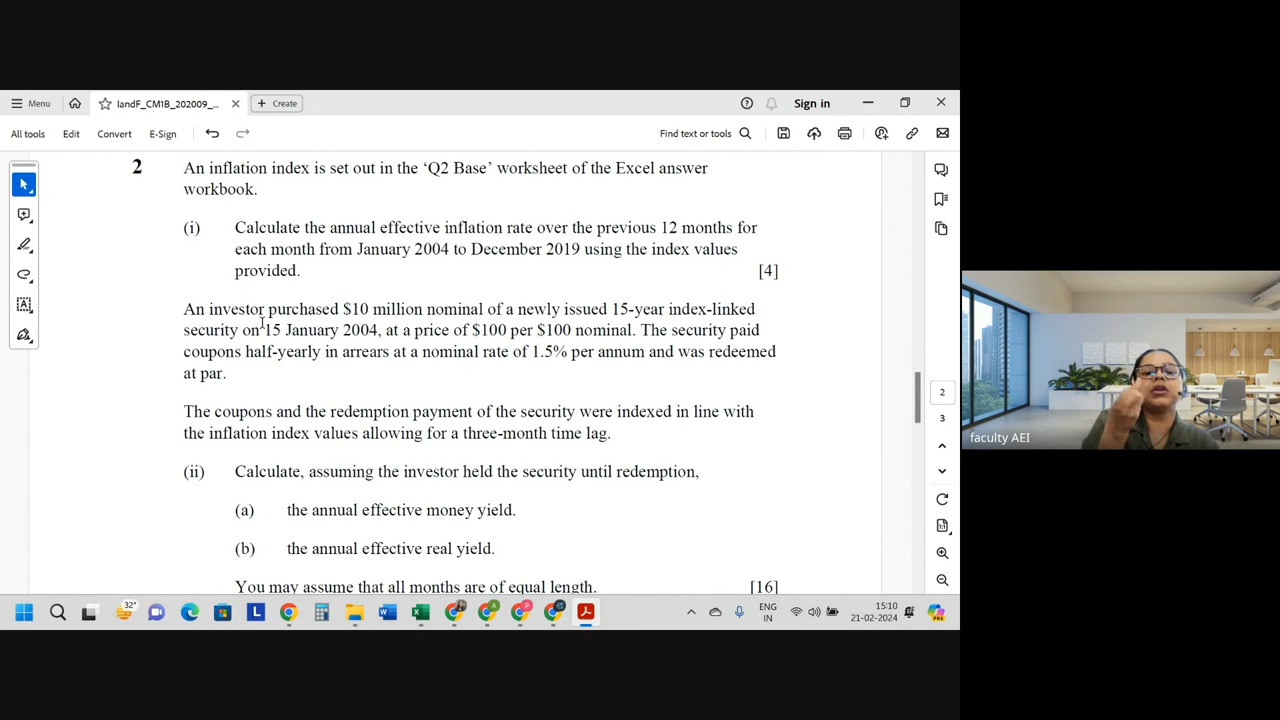 Menu
IandF_CM1B_202009_...
Create
Sign in
All tools
Edit
Convert
E-Sign
Find text or tools
2 An inflation index is set out in the ‘Q2 Base’ worksheet of the Excel answer
workbook.
(i) Calculate the annual effective inflation rate over the previous 12 months for
each month from January 2004 to December 2019 using the index values
provided. [4]
An investor purchased $10 million nominal of a newly issued 15-year index-linked
security on 15 January 2004, at a price of $100 per $100 nominal. The security paid
coupons half-yearly in arrears at a nominal rate of 1.5% per annum and was redeemed
at par.
The coupons and the redemption payment of the security were indexed in line with
the inflation index values allowing for a three-month time lag.
(ii) Calculate, assuming the investor held the security until redemption,
(a) the annual effective money yield.
(b) the annual effective real yield.
You may assume that all months are of equal length. [16]
2
3
faculty AEI
32°
ENG
IN
15:10
21-02-2024